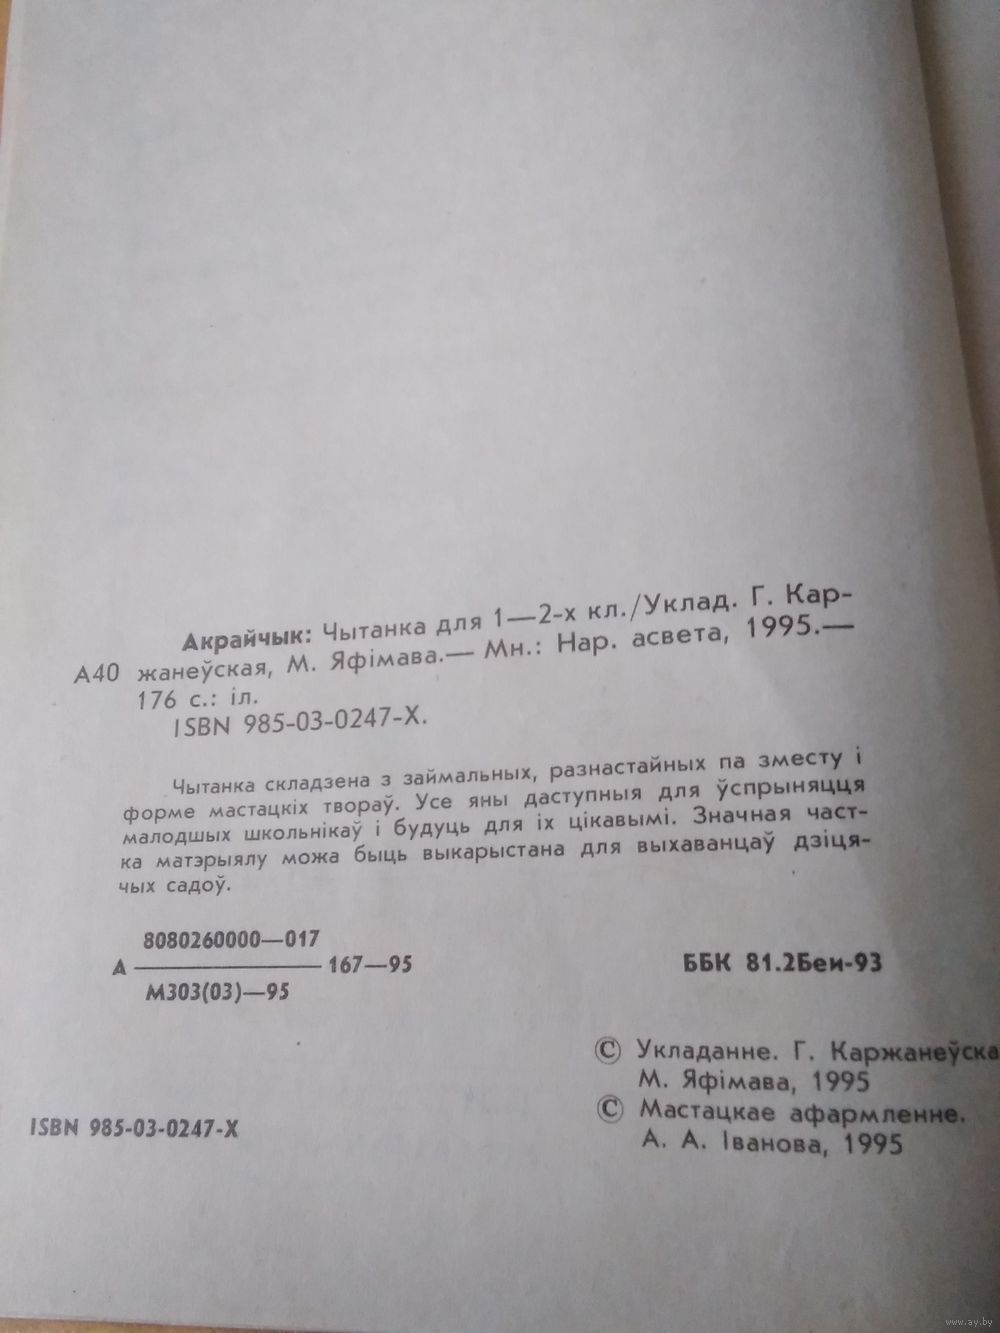 Акрайчык: Чытанка для 1—2-х кл./Уклад. Г. Кар-
А40 жанеўская, М. Яфімава.— Мн.: Нар. асвета, 1995.—
176 с.: іл.
ISBN 985-03-0247-X.
Чытанка складзена з займальных, разнастайных па зместу і
форме мастацкіх твораў. Усе яны даступныя для ўспрыняцця
малодшых школьнікаў і будуць для іх цікавымі. Значная част-
ка матэрыялу можа быць выкарыстана для выхаванцаў дзіця-
чых садоў.
8080260000—017
А ———— 167—95
М303(03)—95
ББК 81.2Беи-93
© Укладанне. Г. Каржанеўска
М. Яфімава, 1995
© Мастацкае афармленне.
А. А. Іванова, 1995
ISBN 985-03-0247-X
www.ay.by